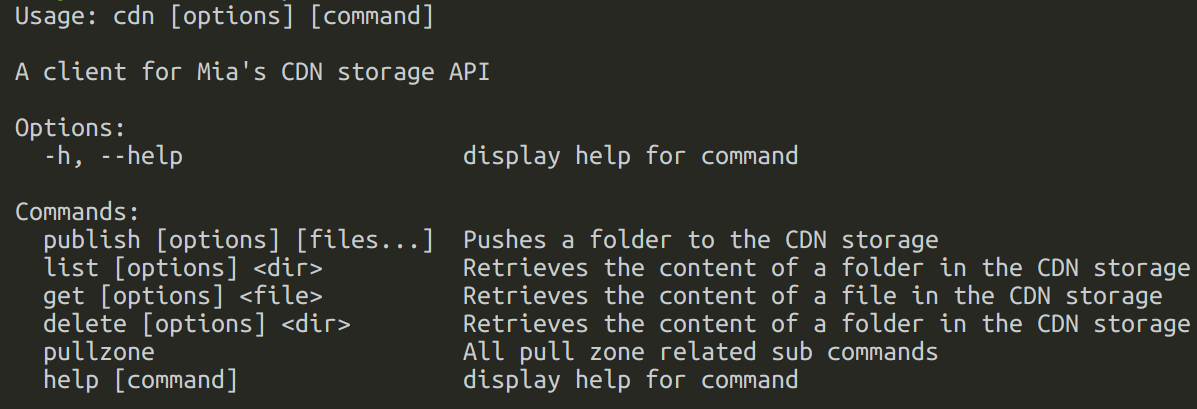 Usage: cdn [options] [command]
A client for Mia's CDN storage API
Options:
-h, --help display help for command
Commands:
publish [options] [files...] Pushes a folder to the CDN storage
list [options] <dir> Retrieves the content of a folder in the CDN storage
get [options] <file> Retrieves the content of a file in the CDN storage
delete [options] <dir> Retrieves the content of a folder in the CDN storage
pullzone All pull zone related sub commands
help [command] display help for command